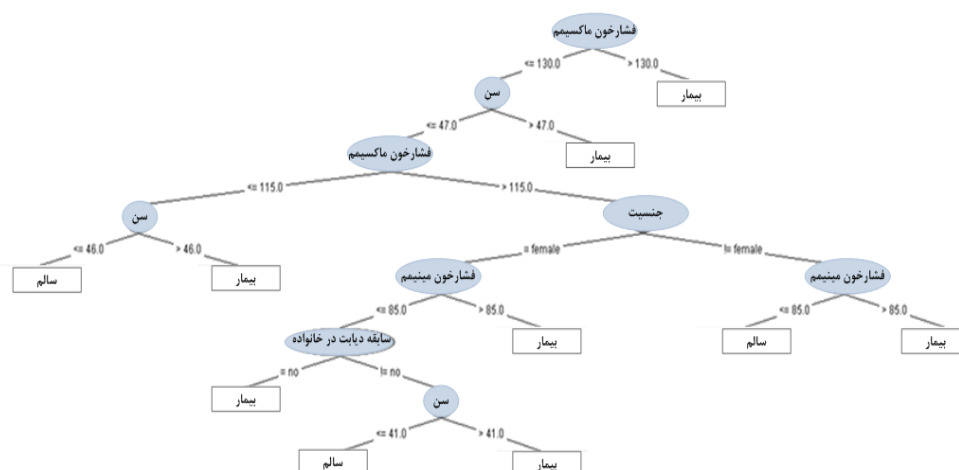 فشارخون ماکسیمم
<= 130.0
> 130.0
سن
بیمار
<= 47.0
> 47.0
فشارخون ماکسیمم
بیمار
<= 115.0
> 115.0
سن
جنسیت
<= 46.0
> 46.0
= female
!= female
سالم
بیمار
فشارخون مینیمم
فشارخون مینیمم
<= 85.0
> 85.0
<= 85.0
> 85.0
سابقه دیابت در خانواده
بیمار
سالم
بیمار
= no
!= no
بیمار
سن
<= 41.0
> 41.0
سالم
بیمار